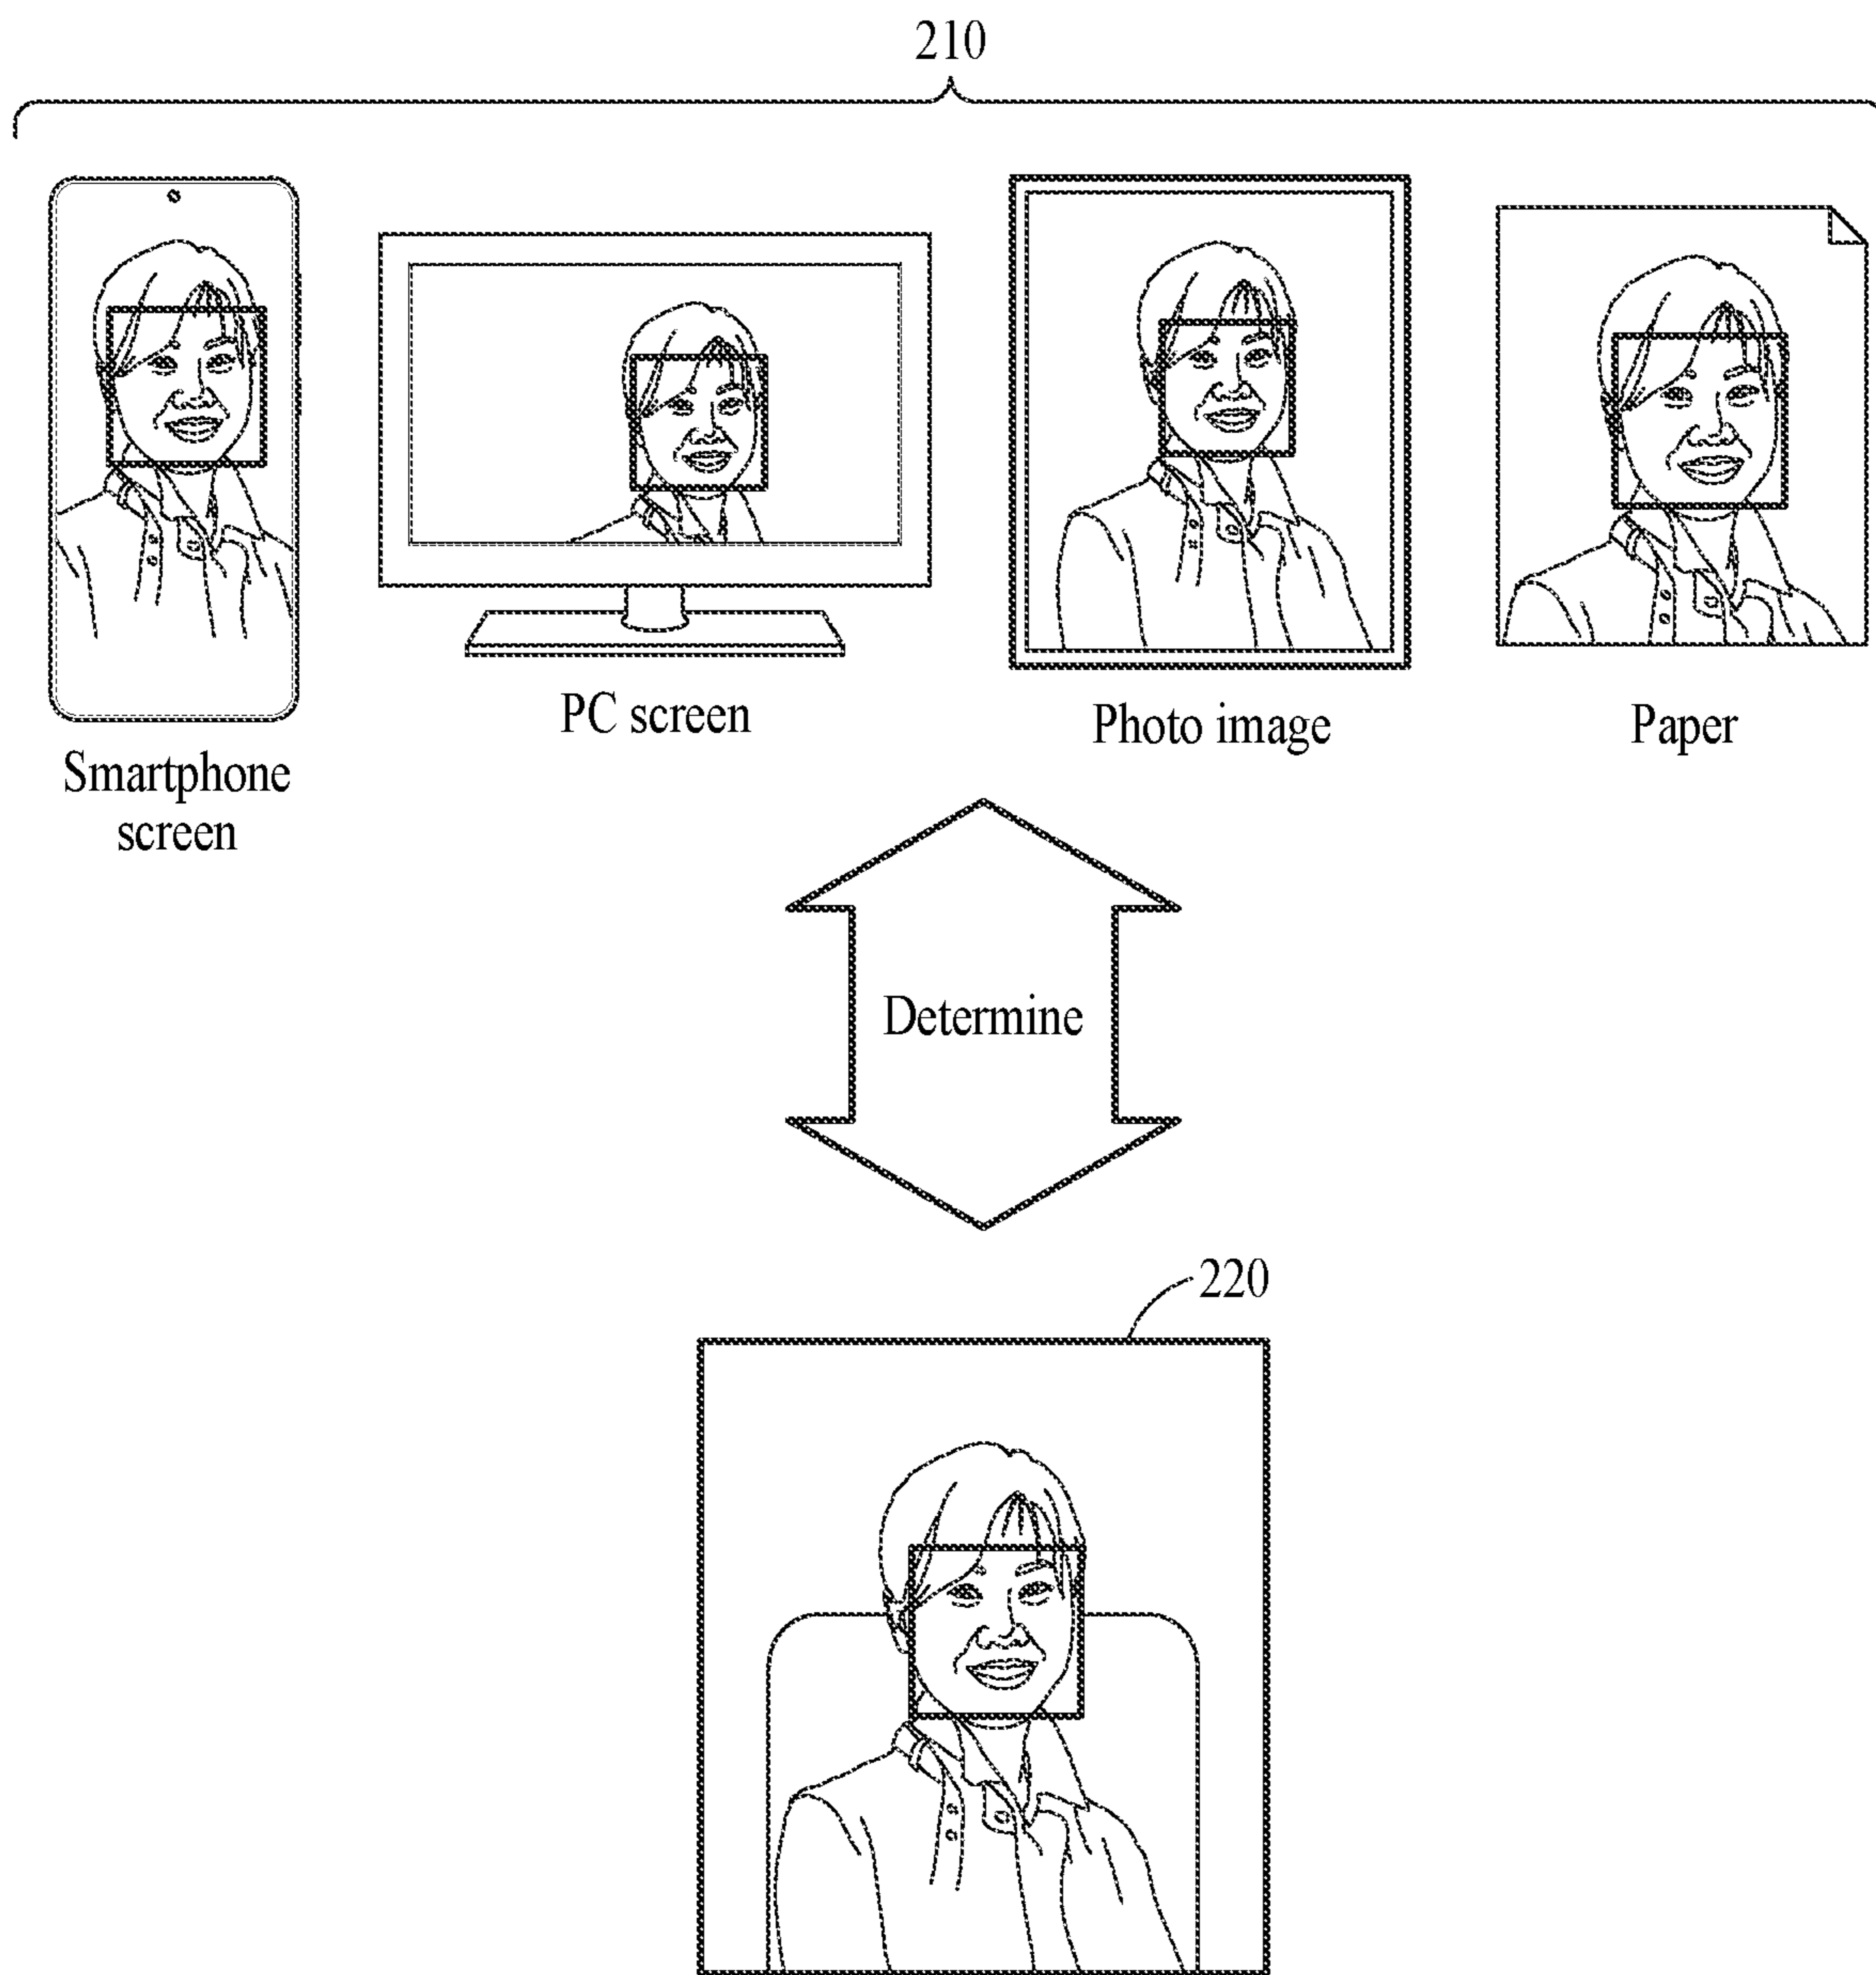 210
Smartphone
screen
PC screen
Photo image
Paper
Determine
220